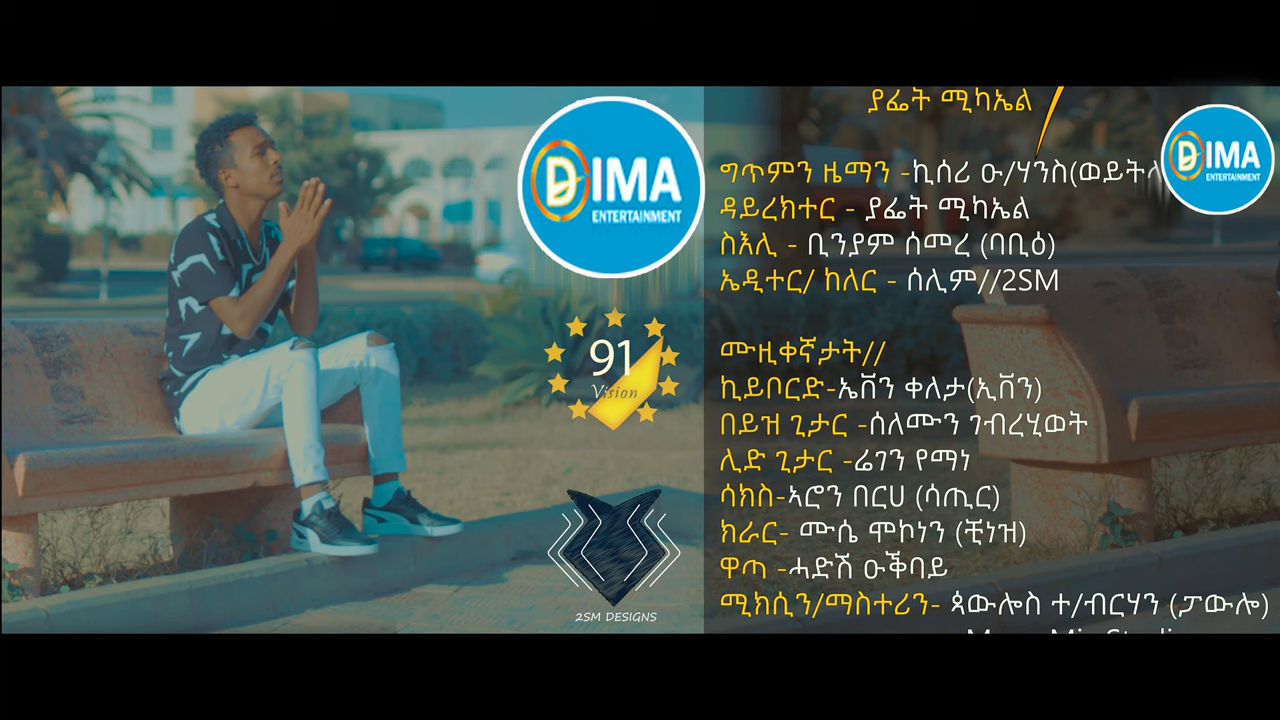 DIMA
ENTERTAINMENT
91
Vision
2SM DESIGNS
ያፌት ሚካኤል
DIMA
ENTERTAINMENT
ግጥምን ዜማን -ኪሰሪ ዑ/ሃንስ
ዳይረክተር - ያፌት ሚካኤል
ስእሊ - ቢንያም ሰመረ (ባቢዕ)
ኤዲተር/ ከለር - ሰሊም//2SM
ሙዚቀኛታት//
ኪይቦርድ-ኤቨን ቀለታ(ኢቨን)
በይዝ ጊታር -ሰለሙን ገብረሂወት
ሊድ ጊታር -ሬገን የማነ
ሳክስ-ኣሮን በርሀ (ሳጢር)
ክራር- ሙሴ ሞኮነን (ቺነዝ)
ዋጣ -ሓድሽ ዑቕባይ
ሚክሲን/ማስተሪን- ጳውሎስ ተ/ብርሃን (ፓውሎ)